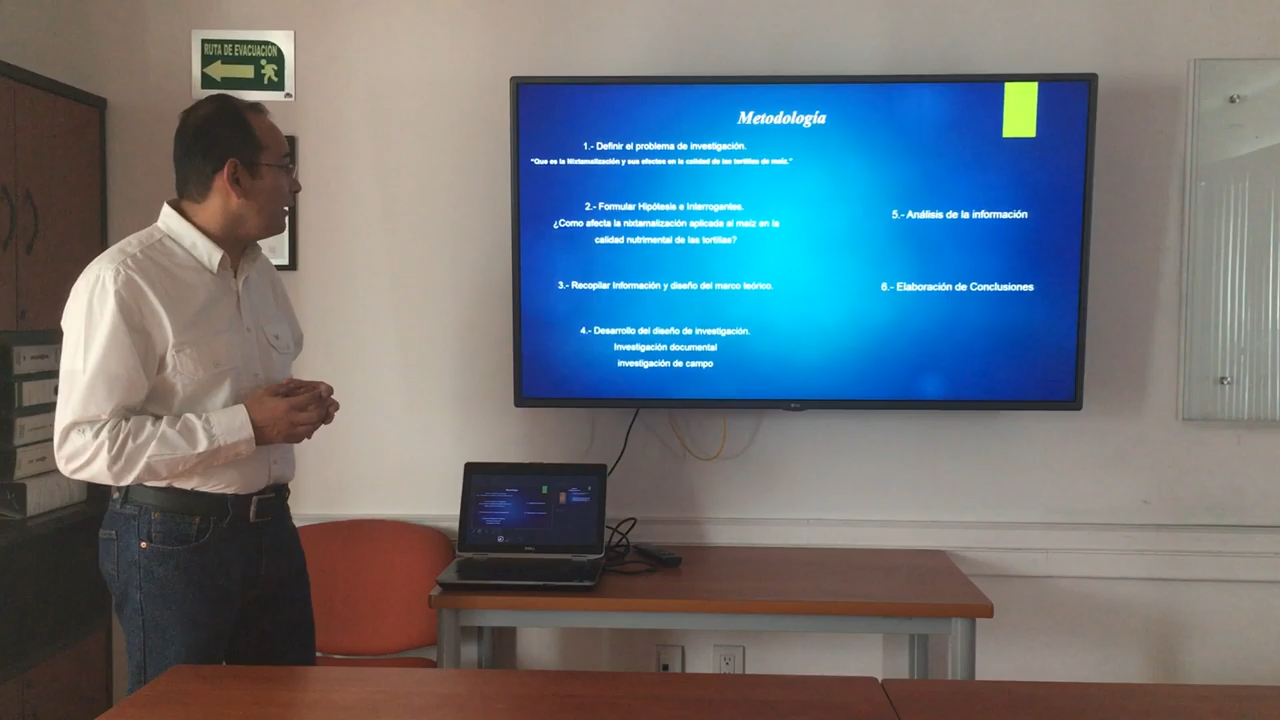 RUTA DE EVACUACIÓN
Metodología
1.- Definir el problema de investigación.
"Que es la Nixtamalización y sus efectos en la calidad de las tortillas de maíz."
2.- Formular Hipótesis e Interrogantes.
¿Como afecta la nixtamalización aplicada al maíz en la
calidad nutrimental de las tortillas?
3.- Recopilar Información y diseño del marco teórico.
4.- Desarrollo del diseño de investigación.
Investigación documental
investigación de campo
5.- Análisis de la información
6.- Elaboración de Conclusiones
LG
DELL